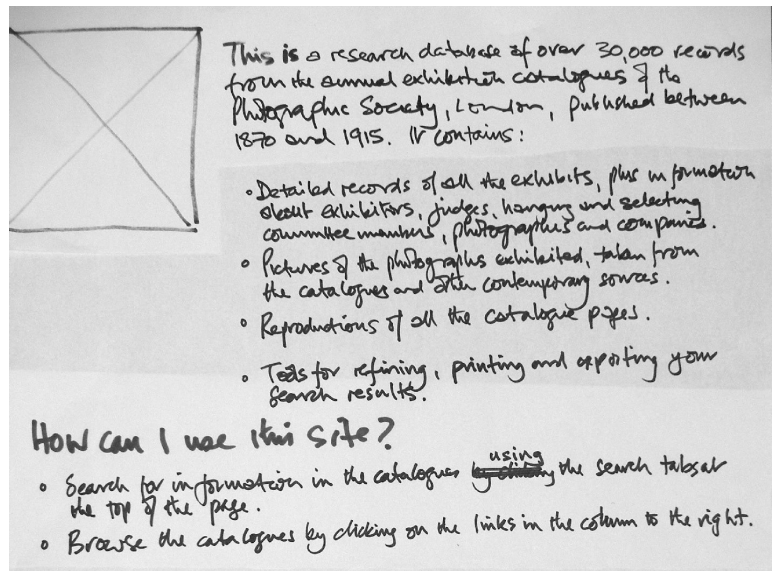 This is a research database of over 30,000 records
from the annual exhibition catalogues of the
Photographic Society, London, published between
1870 and 1915. It contains:
• Detailed records of all the exhibits, plus information
about exhibitors, judges, hanging and selecting
committee members, photographers and companies.
• Pictures of the photographs exhibited, taken from
the catalogues and other contemporary sources.
• Reproductions of all the catalogue pages.
• Tools for refining, printing and exporting your
search results.
How can I use this site?
• Search for information in the catalogues using the search tabs at
the top of the page.
• Browse the catalogues by clicking on the links in the column to the right.